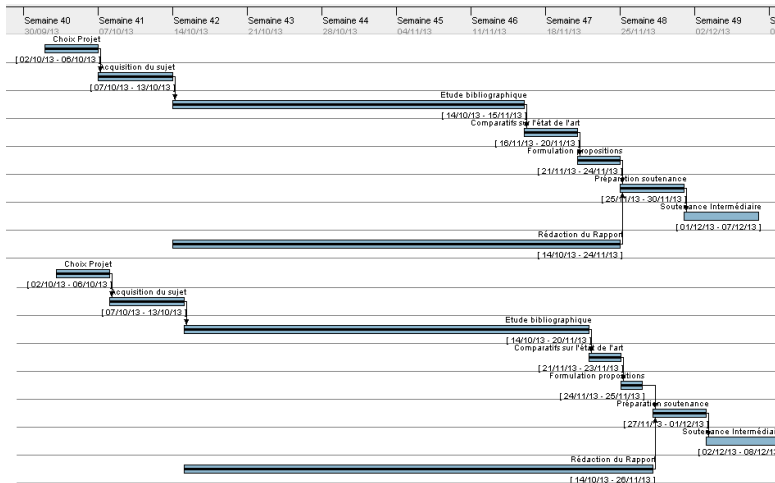 Semaine 40 Semaine 41 Semaine 42 Semaine 43 Semaine 44 Semaine 45 Semaine 46 Semaine 47 Semaine 48 Semaine 49 S
30/09/13 07/10/13 14/10/13 21/10/13 28/10/13 04/11/13 11/11/13 18/11/13 25/11/13 02/12/13 0
Choix Projet
[ 02/10/13 - 06/10/13 ]
Acquisition du sujet
[ 07/10/13 - 13/10/13 ]
Etude bibliographique
[ 14/10/13 - 15/11/13 ]
Comparatifs sur l'état de l'art
[ 16/11/13 - 20/11/13 ]
Formulation propositions
[ 21/11/13 - 24/11/13 ]
Préparation soutenance
[ 25/11/13 - 30/11/13 ]
Soutenance Intermédiaire
[ 01/12/13 - 07/12/13 ]
Rédaction du Rapport
[ 14/10/13 - 24/11/13 ]
Choix Projet
[ 02/10/13 - 06/10/13 ]
Acquisition du sujet
[ 07/10/13 - 13/10/13 ]
Etude bibliographique
[ 14/10/13 - 20/11/13 ]
Comparatifs sur l'état de l'art
[ 21/11/13 - 23/11/13 ]
Formulation propositions
[ 24/11/13 - 25/11/13 ]
Préparation soutenance
[ 27/11/13 - 01/12/13 ]
Soutenance Intermédiai
[ 02/12/13 - 08/12/13
Rédaction du Rapport
[ 14/10/13 - 26/11/13 ]